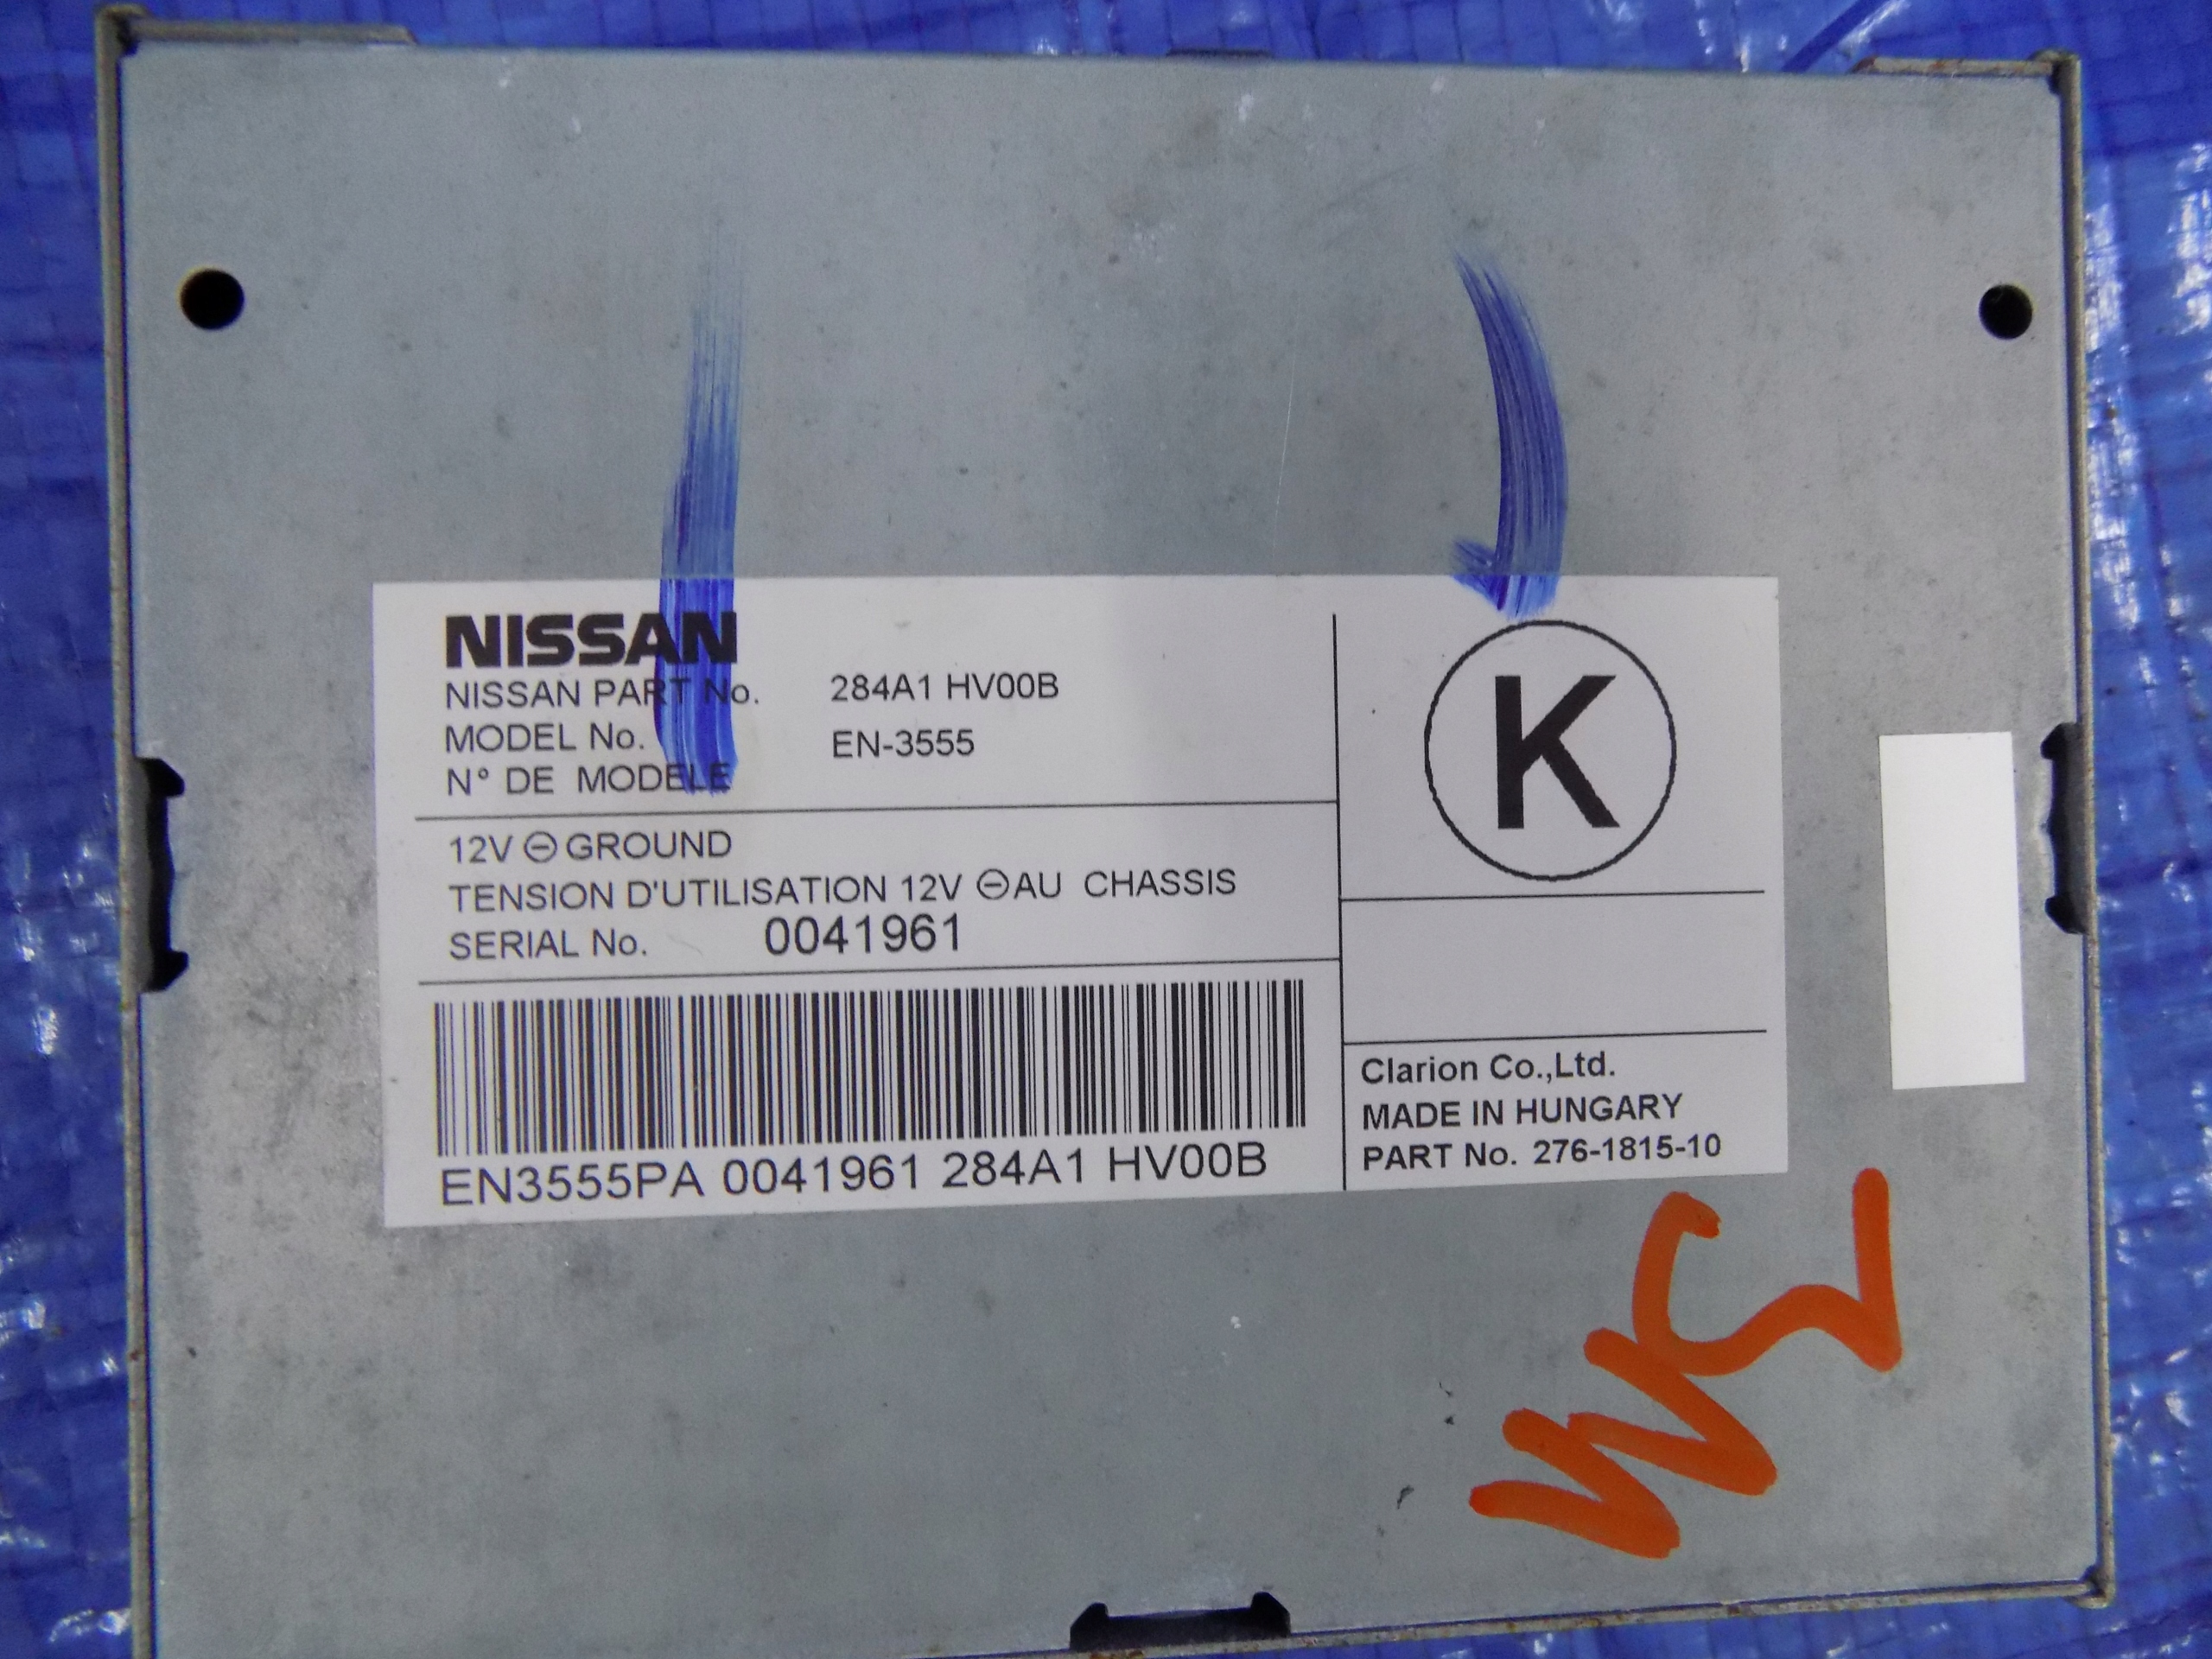 NISSAN
NISSAN PART No. 284A1 HV00B
MODEL No. EN-3555
N° DE MODELE
12V ⊖ GROUND
TENSION D'UTILISATION 12V ⊖ AU CHASSIS
SERIAL No. 0041961
EN3555PA 0041961 284A1 HV00B
K
Clarion Co.,Ltd.
MADE IN HUNGARY
PART No. 276-1815-10